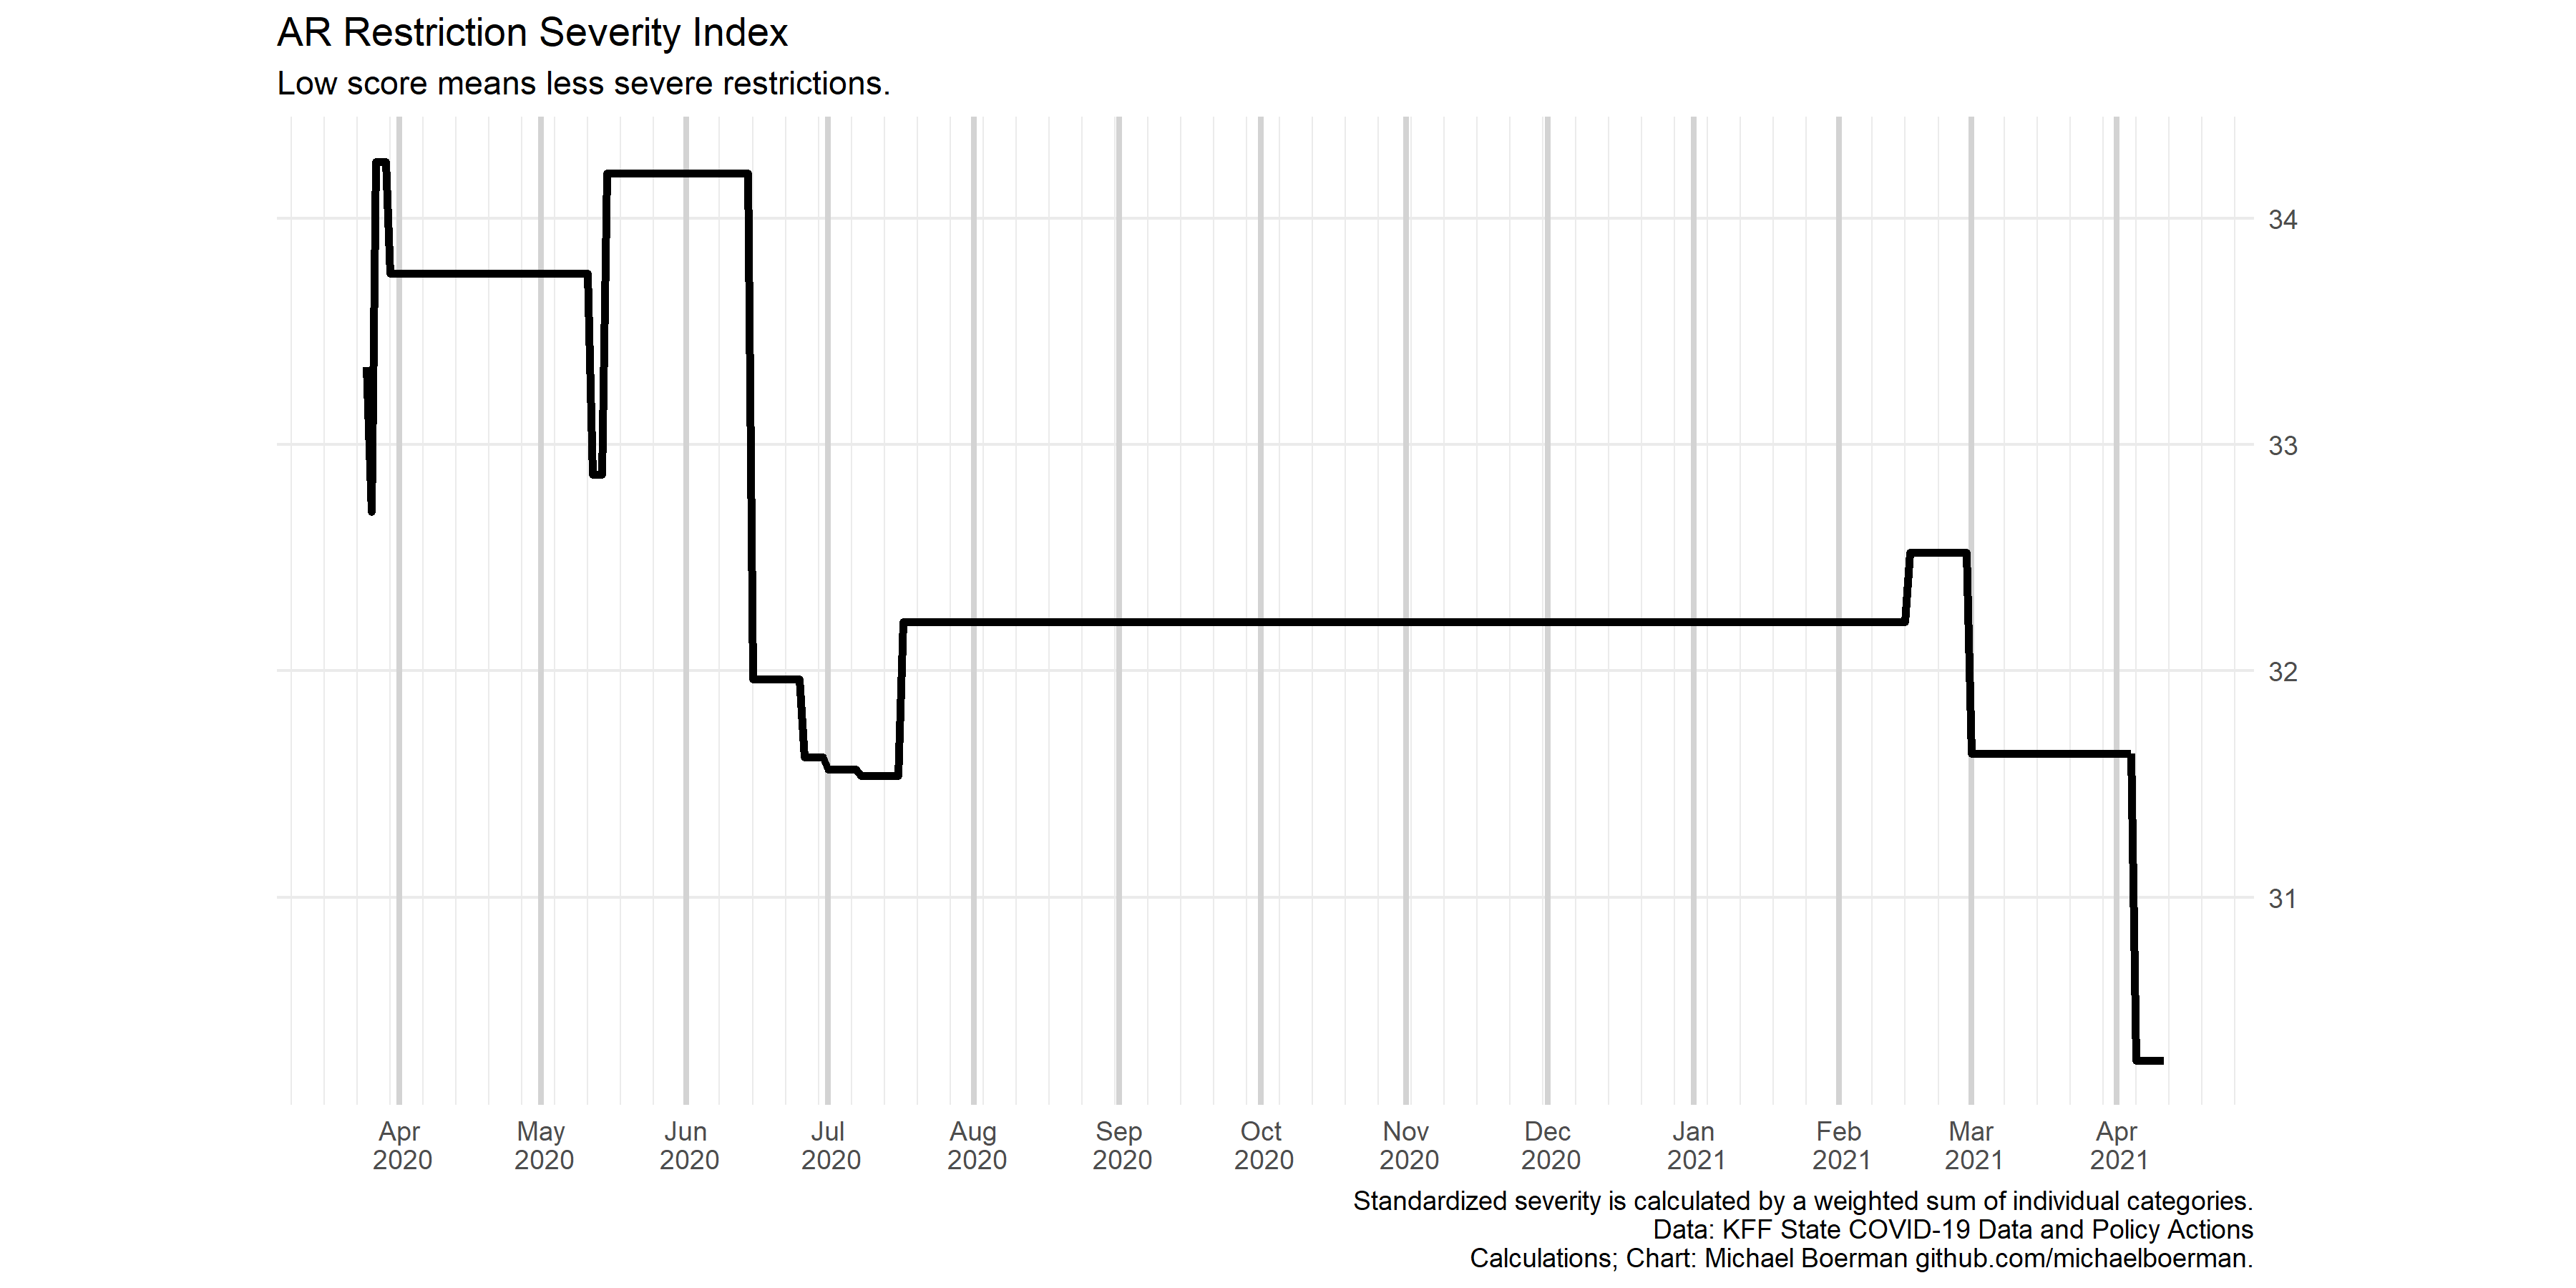 AR Restriction Severity Index
Low score means less severe restrictions.
34
33
32
31
Apr May Jun Jul Aug Sep Oct Nov Dec Jan Feb Mar Apr
2020 2020 2020 2020 2020 2020 2020 2020 2020 2021 2021 2021 2021
Standardized severity is calculated by a weighted sum of individual categories.
Data: KFF State COVID-19 Data and Policy Actions
Calculations; Chart: Michael Boerman github.com/michaelboerman.